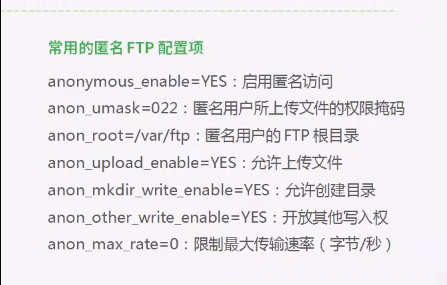 常用的匿名 FTP 配置项
anonymous_enable=YES：启用匿名访问
anon_umask=022：匿名用户所上传文件的权限掩码
anon_root=/var/ftp：匿名用户的 FTP 根目录
anon_upload_enable=YES：允许上传文件
anon_mkdir_write_enable=YES：允许创建目录
anon_other_write_enable=YES：开放其他写入权
anon_max_rate=0：限制最大传输速率（字节/秒）